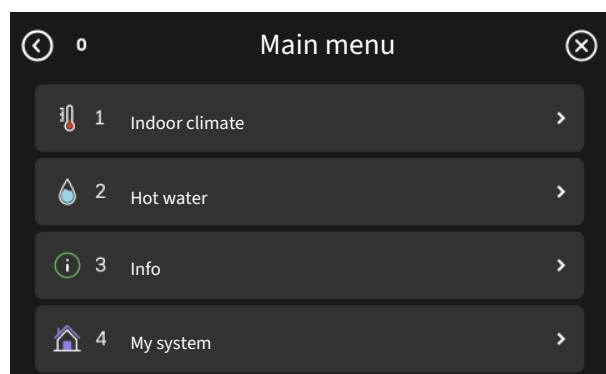 0 Main menu
1 Indoor climate
2 Hot water
3 Info
4 My system